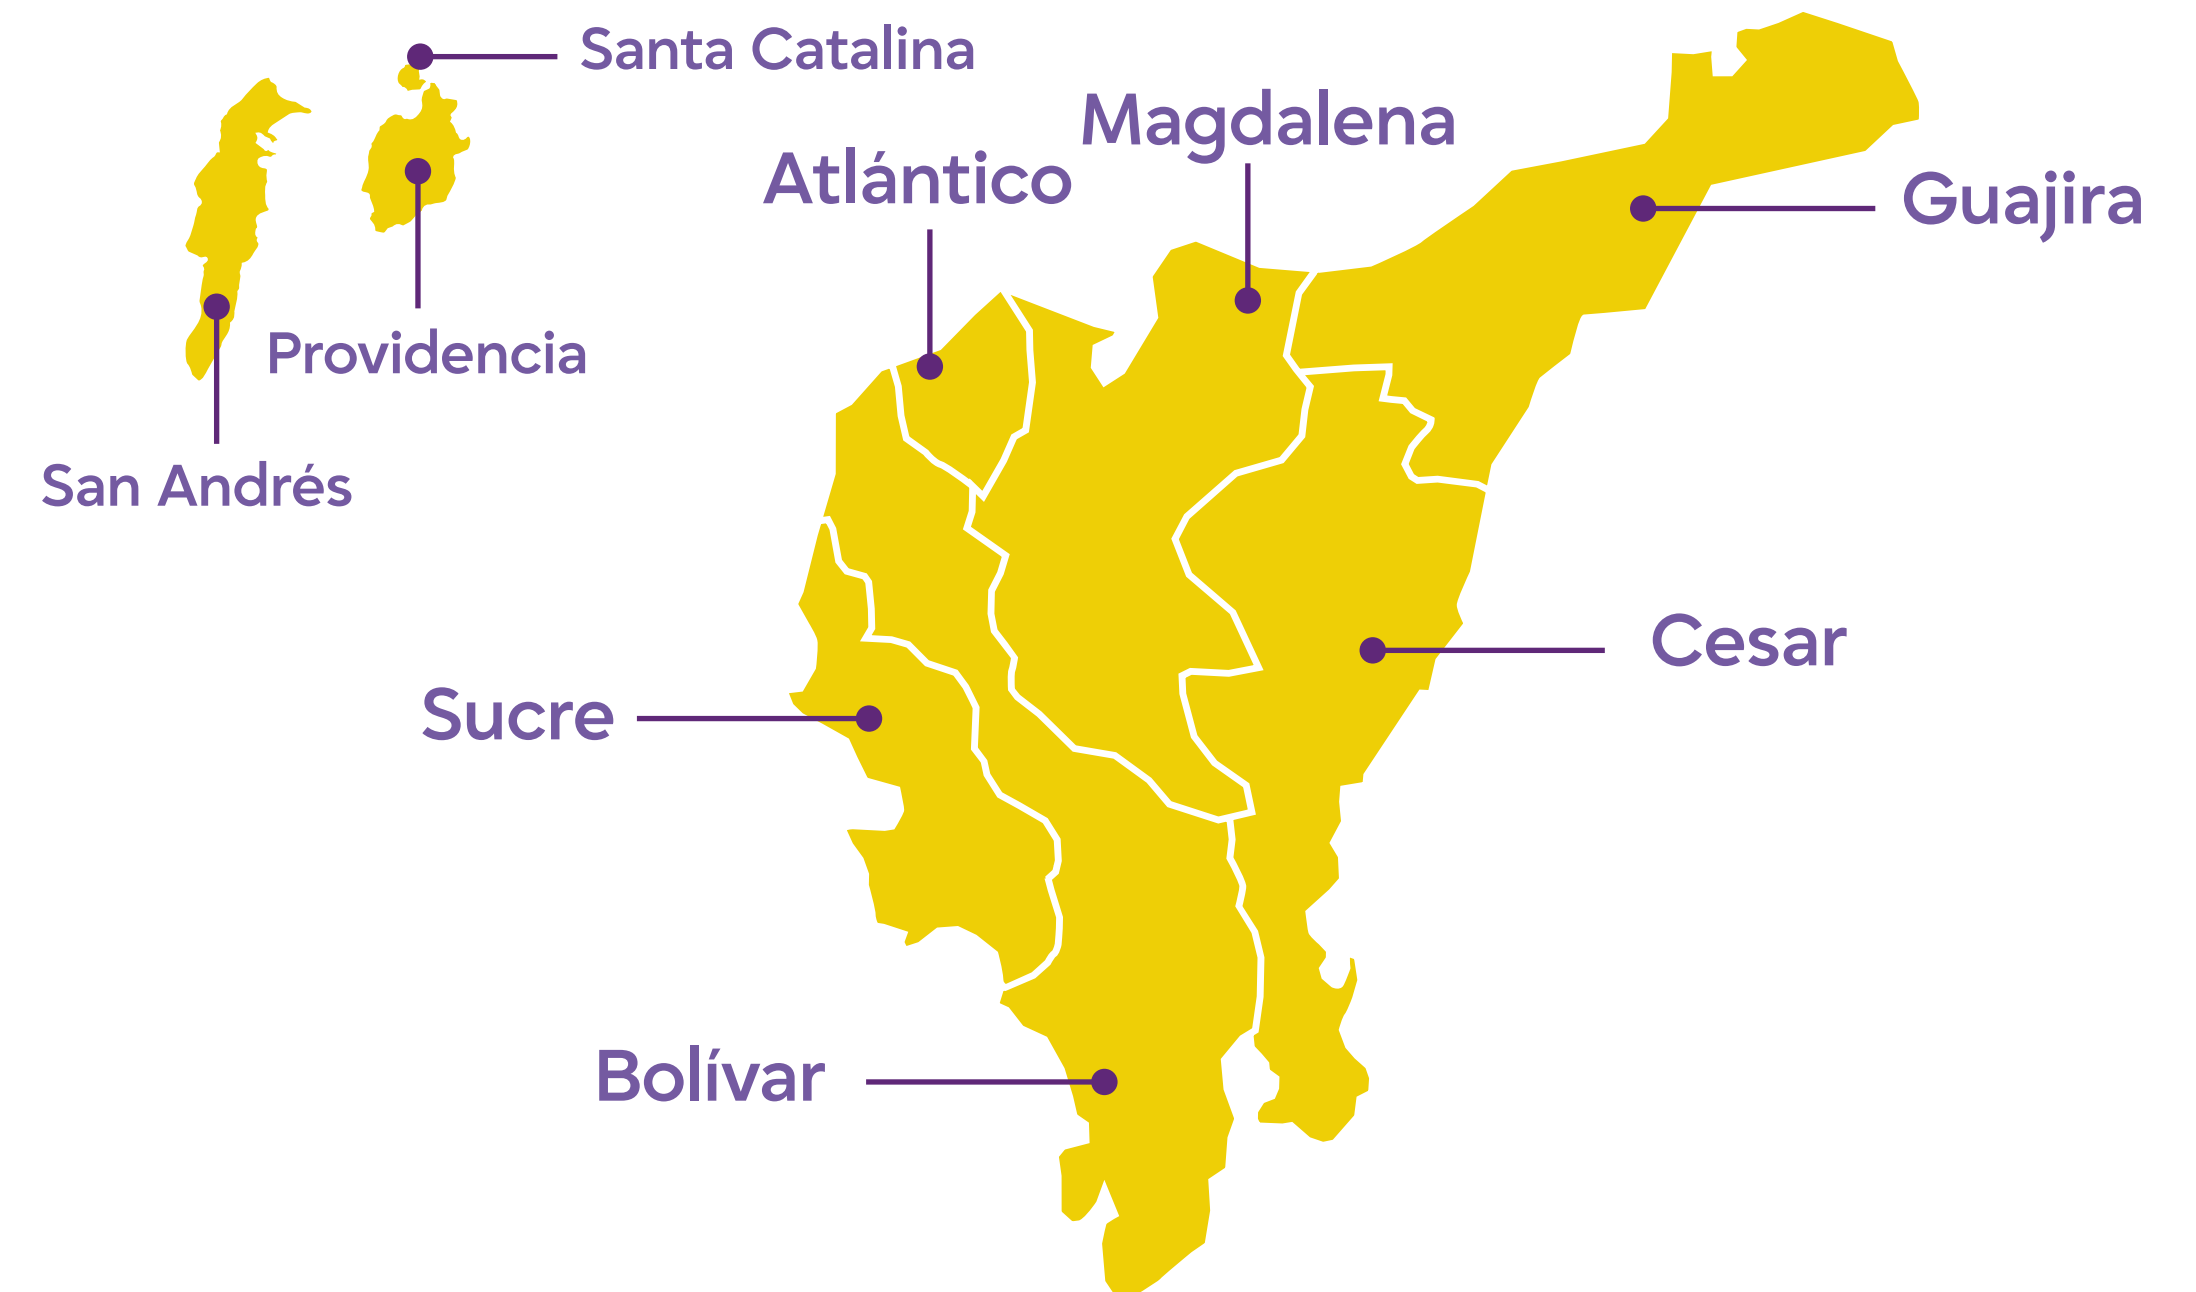 Santa Catalina
Magdalena
Atlántico
Guajira
Providencia
San Andrés
Cesar
Sucre
Bolívar